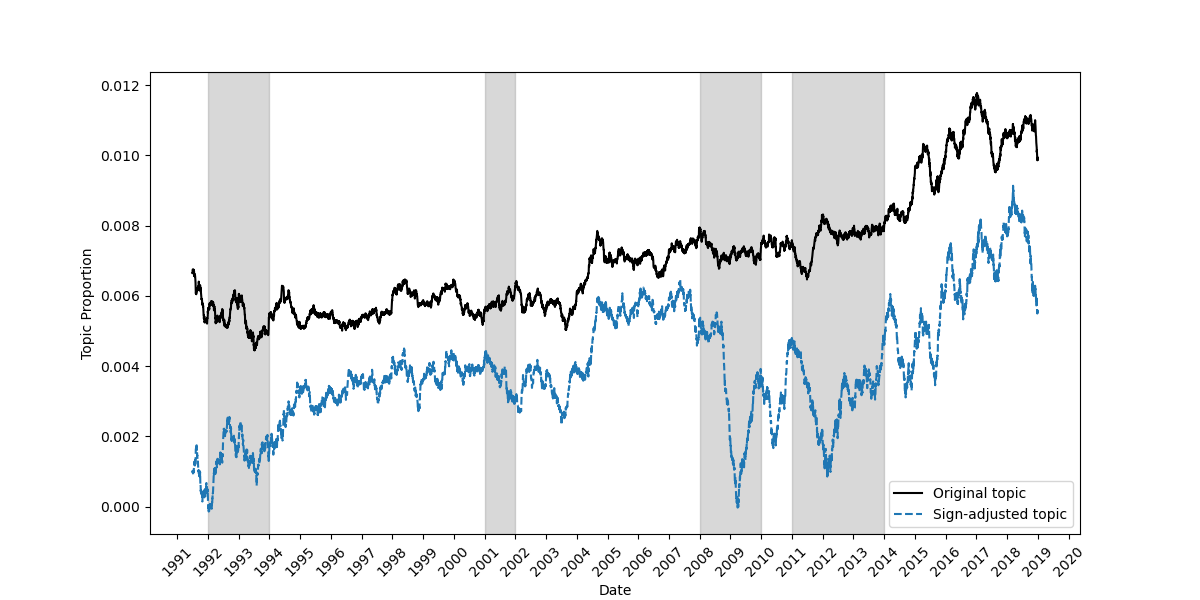 0.012
0.010
0.008
0.006
0.004
0.002
0.000
Topic Proportion
Original topic
Sign-adjusted topic
1991 1992 1993 1994 1995 1996 1997 1998 1999 2000 2001 2002 2003 2004 2005 2006 2007 2008 2009 2010 2011 2012 2013 2014 2015 2016 2017 2018 2019 2020
Date